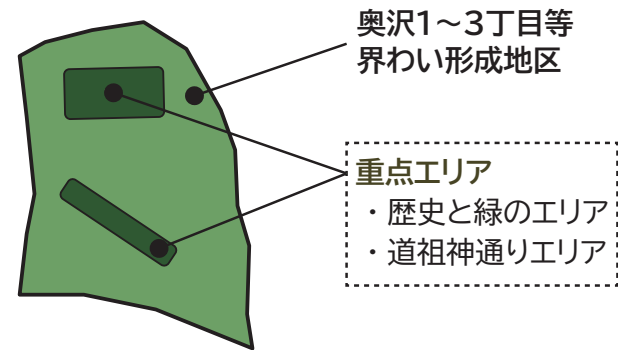 奥沢1～3丁目等
界わい形成地区
重点エリア
・歴史と緑のエリア
・道祖神通りエリア